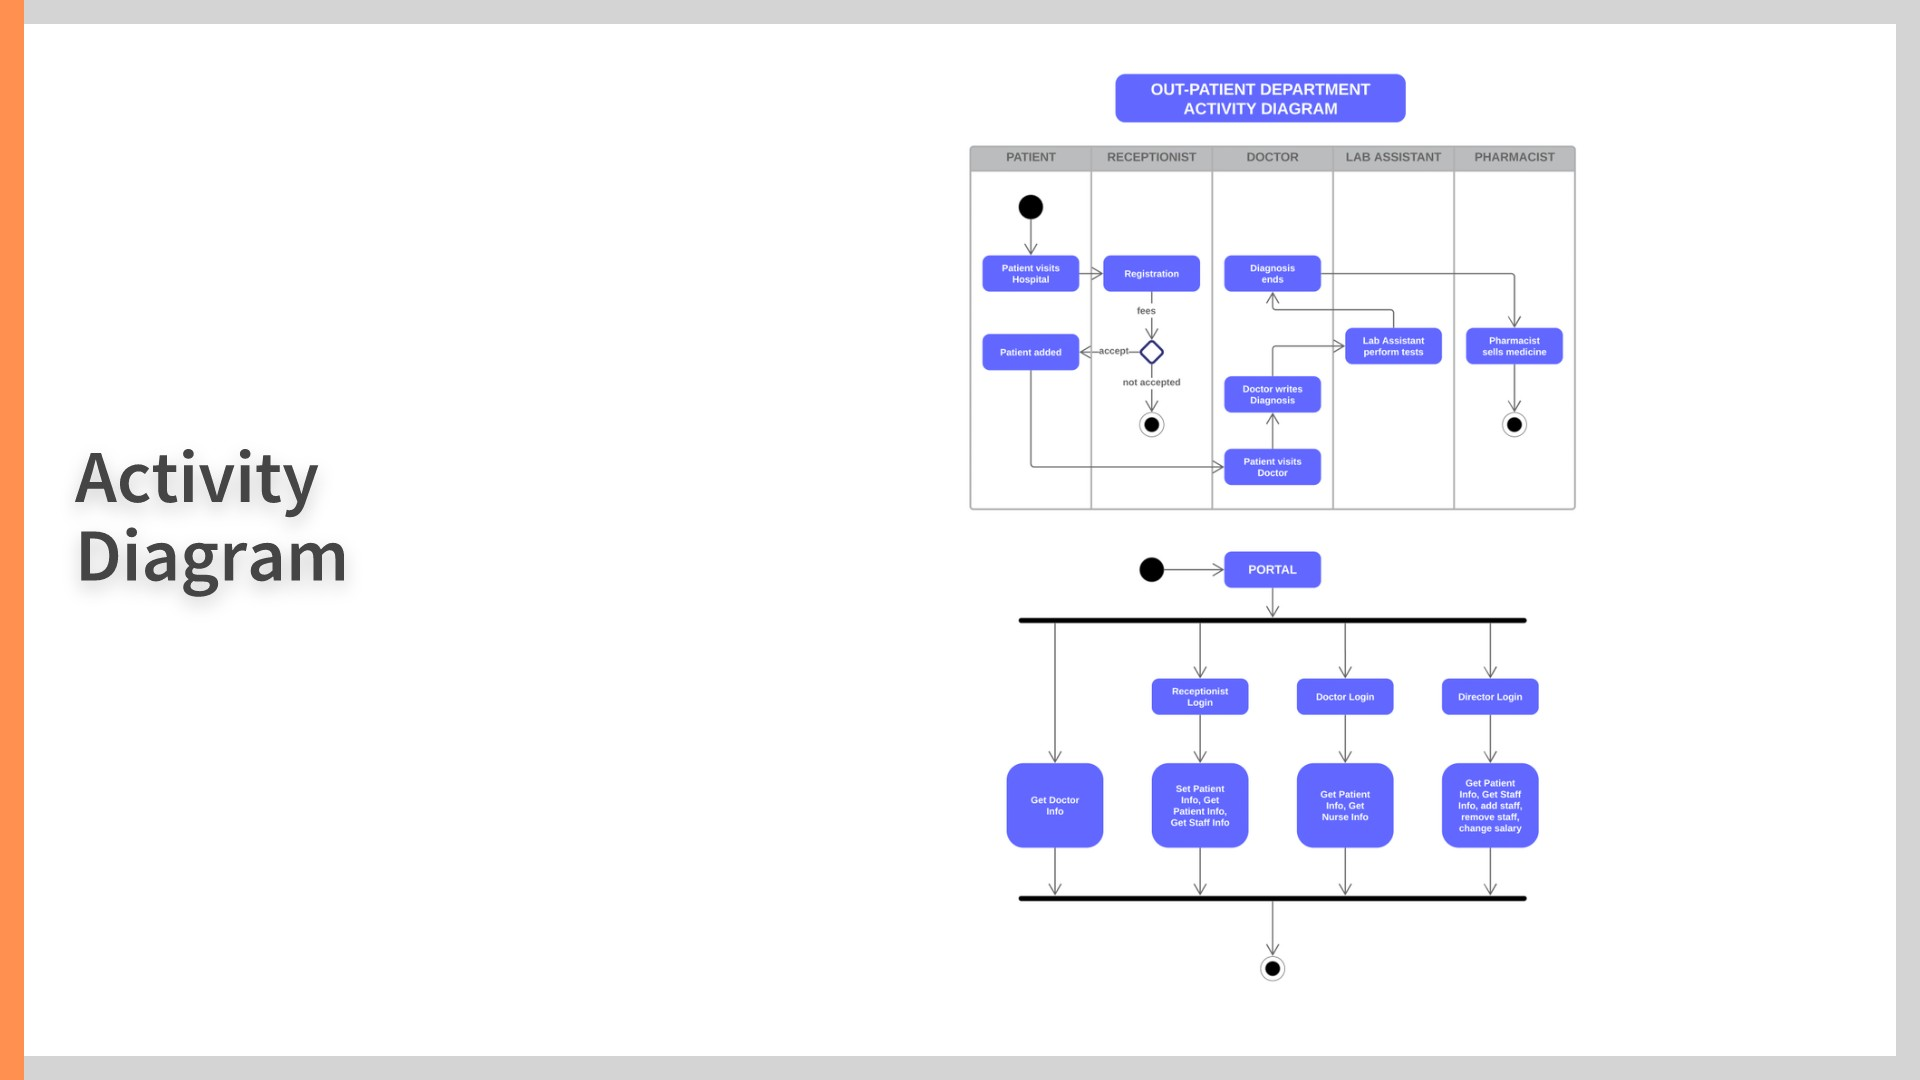 Activity
Diagram
OUT-PATIENT DEPARTMENT
ACTIVITY DIAGRAM
PATIENT
RECEPTIONIST
DOCTOR
LAB ASSISTANT
PHARMACIST
Patient visits
Hospital
Registration
Diagnosis
ends
fees
Patient added
accept
Lab Assistant
perform tests
Pharmacist
sells medicine
not accepted
Doctor writes
Diagnosis
Patient visits
Doctor
PORTAL
Receptionist
Login
Doctor Login
Director Login
Get Doctor
Info
Set Patient
Info, Get
Patient Info,
Get Staff Info
Get Patient
Info, Get
Nurse Info
Get Patient
Info, Get Staff
Info, add staff,
remove staff,
change salary